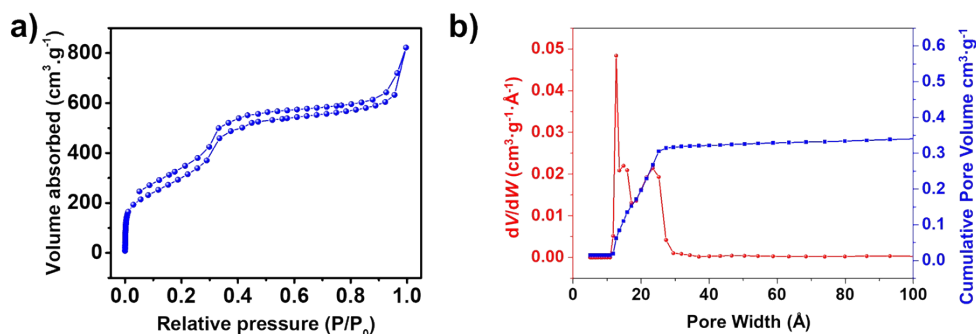 a)
Volume absorbed (cm³.g⁻¹)
800
600
400
200
0
0.0 0.2 0.4 0.6 0.8 1.0
Relative pressure (P/P₀)
b)
dV/dW (cm³·g⁻¹·Å⁻¹)
0.05
0.04
0.03
0.02
0.01
0.00
0 20 40 60 80 100
Pore Width (Å)
0.6
0.5
0.4
0.3
0.2
0.1
0.0
Cumulative Pore Volume cm³·g⁻¹